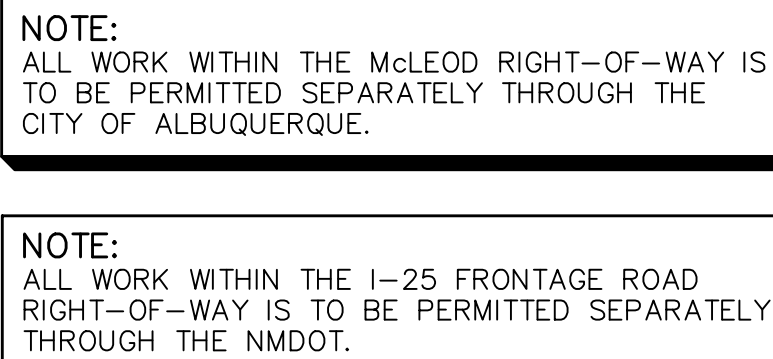 NOTE:
ALL WORK WITHIN THE McLEOD RIGHT-OF-WAY IS
TO BE PERMITTED SEPARATELY THROUGH THE
CITY OF ALBUQUERQUE.
NOTE:
ALL WORK WITHIN THE I-25 FRONTAGE ROAD
RIGHT-OF-WAY IS TO BE PERMITTED SEPARATELY
THROUGH THE NMDOT.